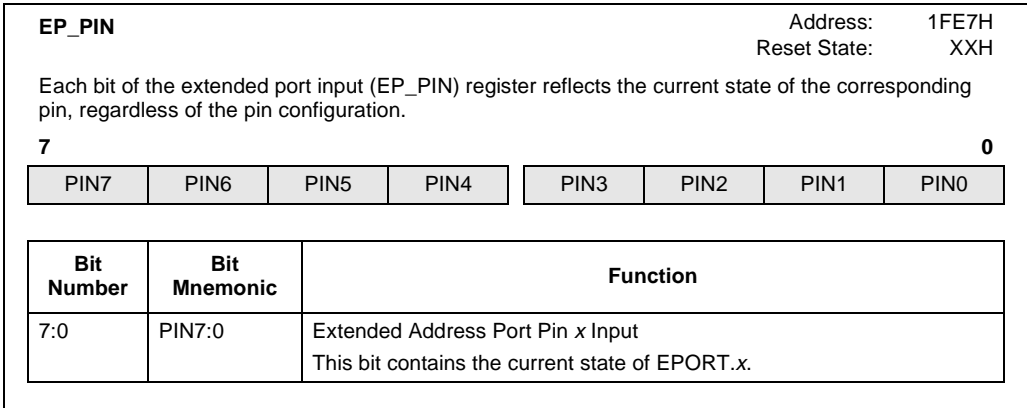 EP_PIN Address: 1FE7H
Reset State: XXH
Each bit of the extended port input (EP_PIN) register reflects the current state of the corresponding
pin, regardless of the pin configuration.
7 0
PIN7 PIN6 PIN5 PIN4 PIN3 PIN2 PIN1 PIN0
Bit Number Bit Mnemonic Function
7:0 PIN7:0 Extended Address Port Pin x Input
This bit contains the current state of EPORT.x.